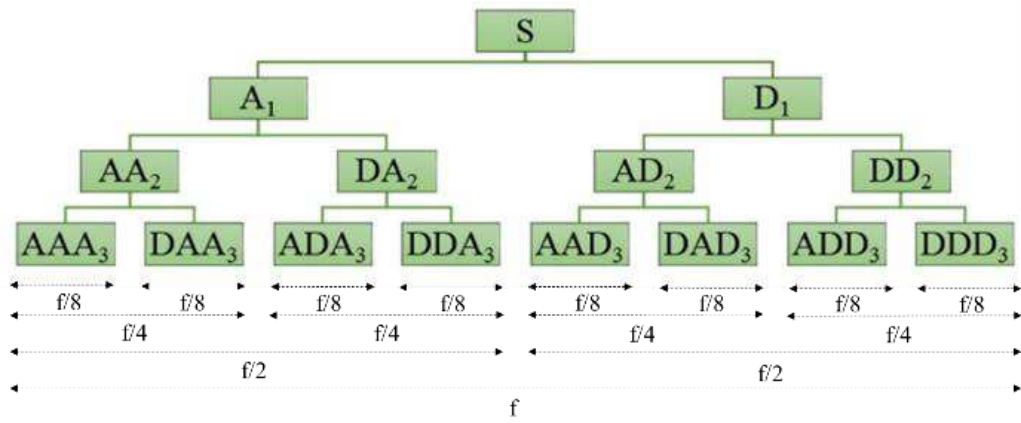 S
A₁ D₁
AA₂ DA₂ AD₂ DD₂
AAA₃ DAA₃ ADA₃ DDA₃ AAD₃ DAD₃ ADD₃ DDD₃
f/8 f/8 f/8 f/8 f/8 f/8 f/8 f/8
f/4 f/4 f/4 f/4
f/2 f/2
f